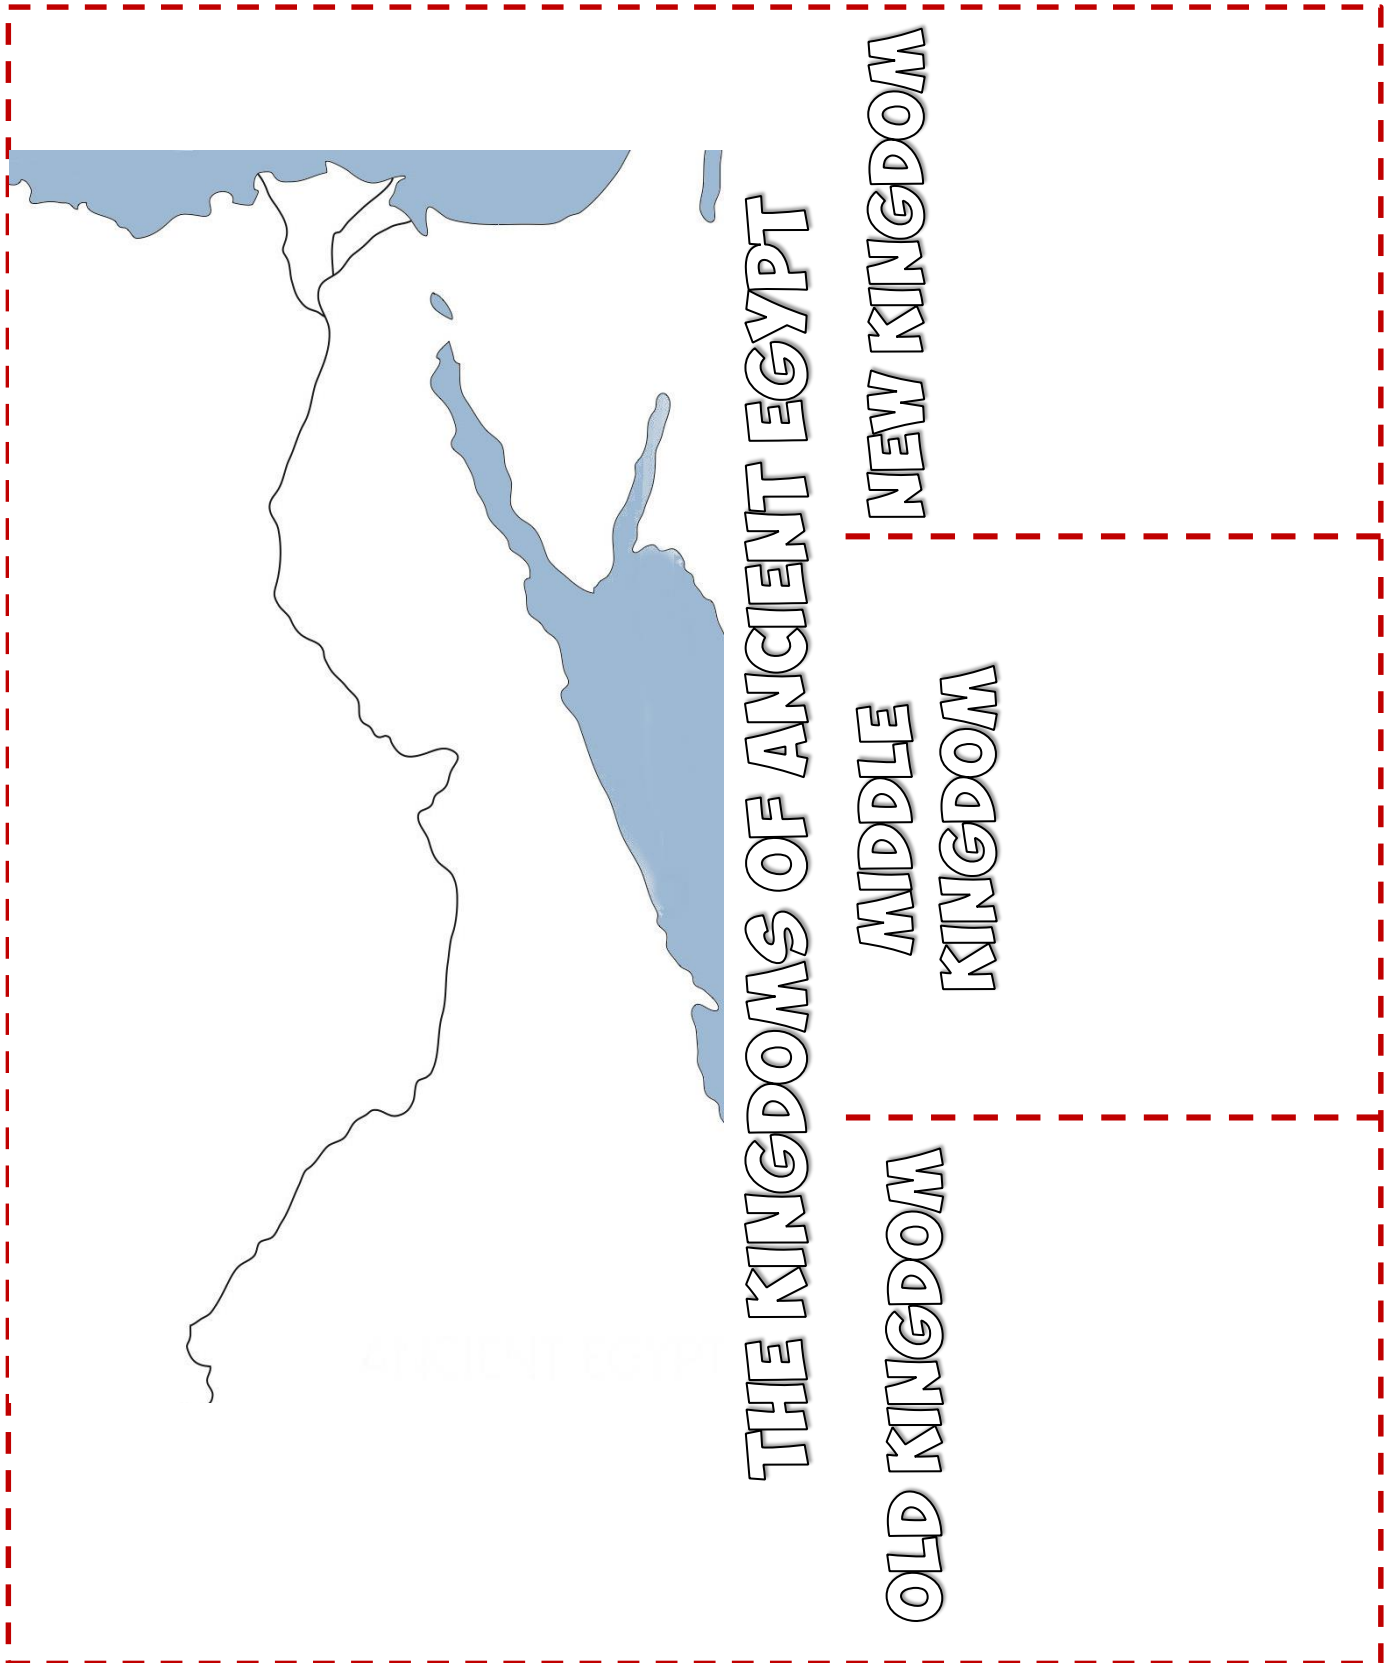 THE KINGDOMS OF ANCIENT EGYPT
OLD KINGDOM
MIDDLE
KINGDOM
NEW KINGDOM